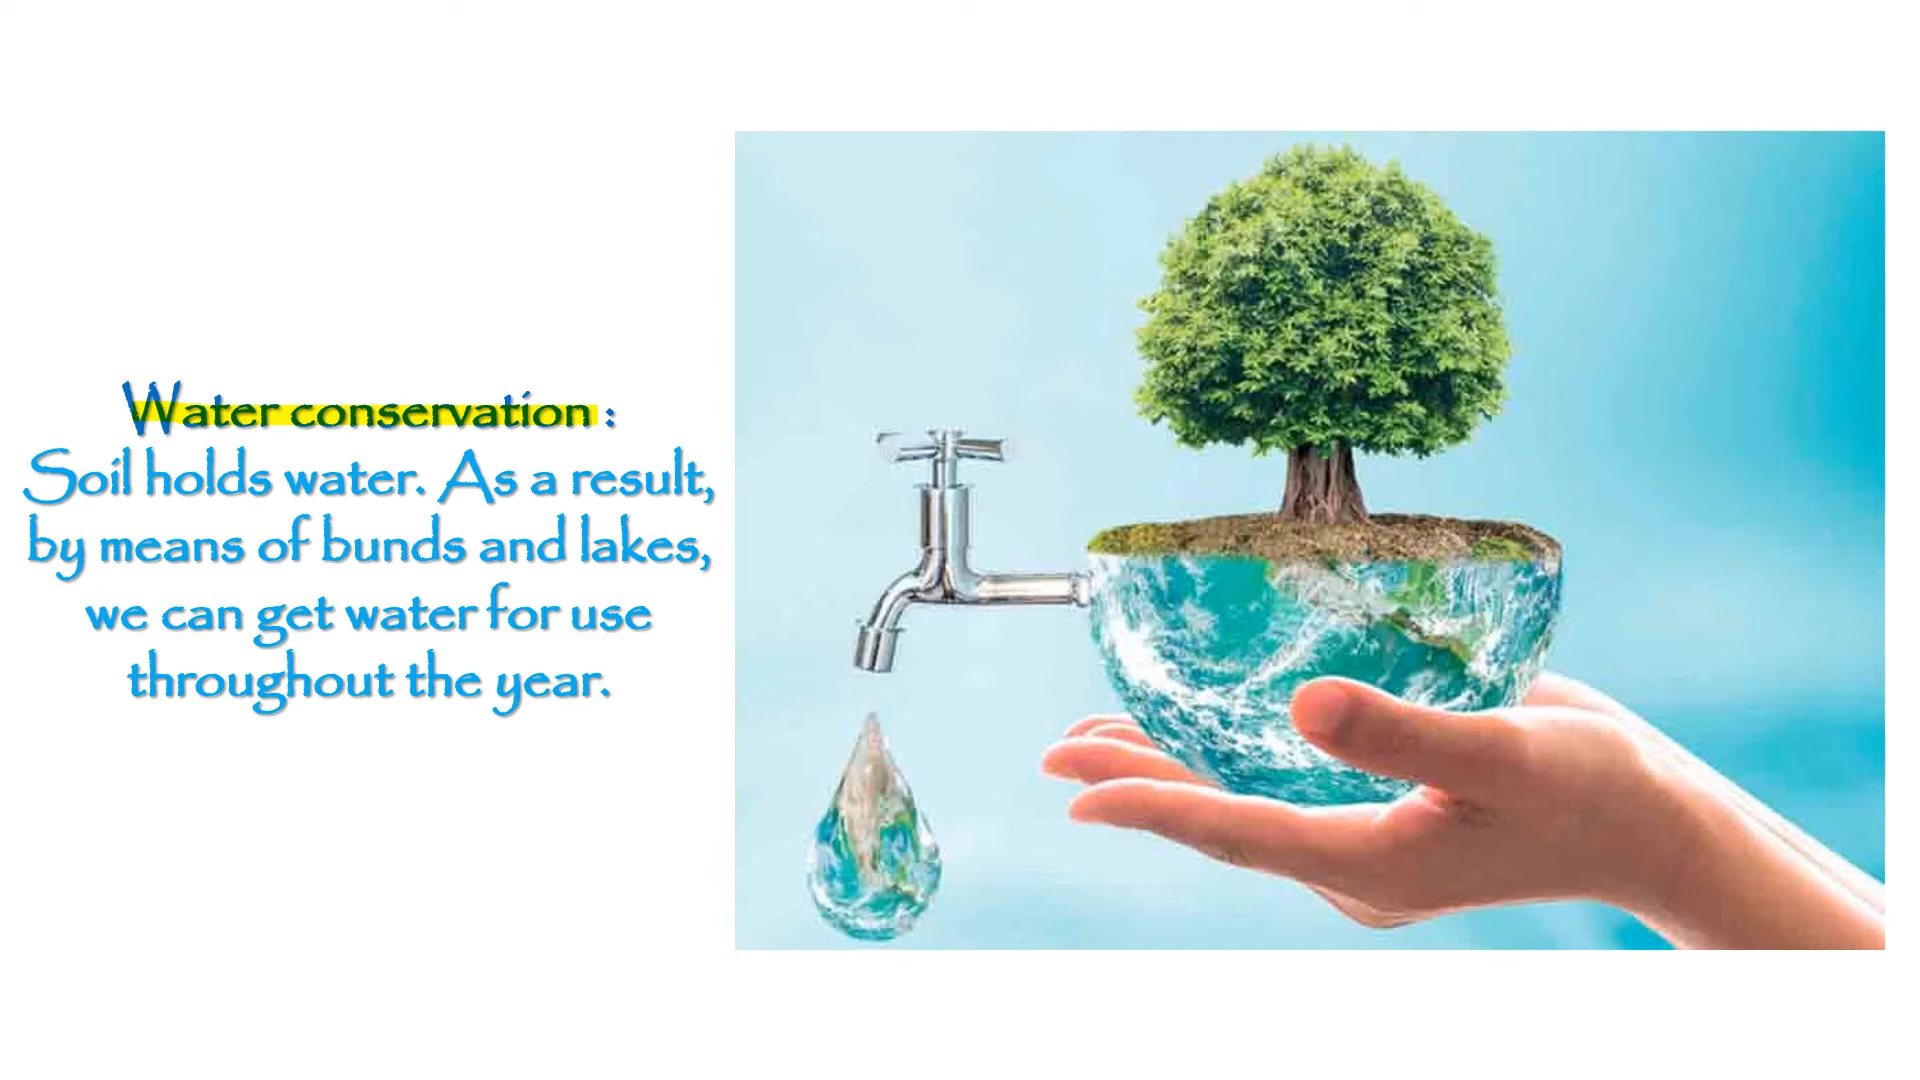 Water conservation :
Soil holds water. As a result,
by means of bunds and lakes,
we can get water for use
throughout the year.